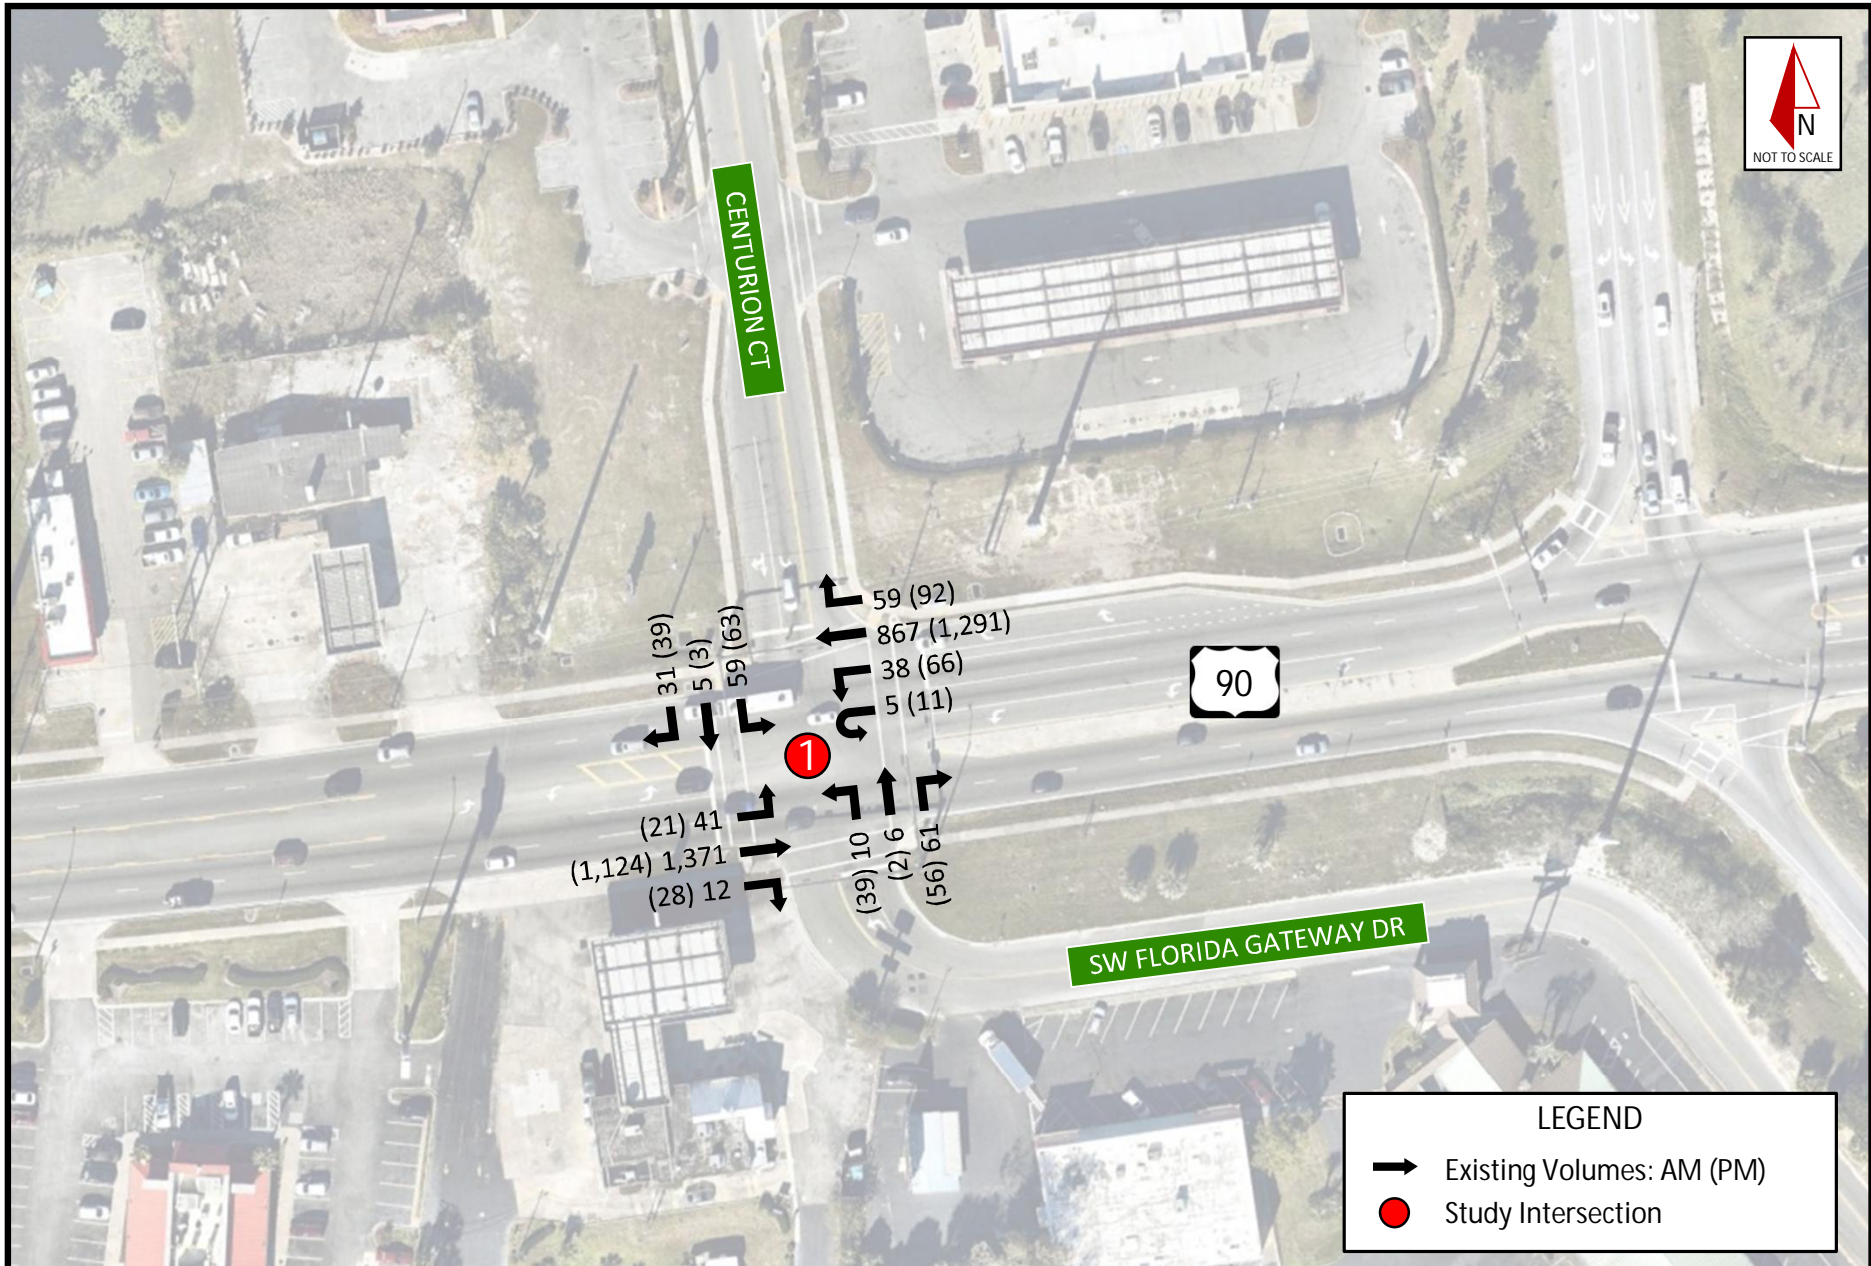 N
NOT TO SCALE
CENTURION CT
59 (92)
867 (1,291)
38 (66)
5 (11)
31 (39)
5 (3)
59 (63)
90
1
(21) 41
(1,124) 1,371
(28) 12
(39) 10
(2) 6
(56) 61
SW FLORIDA GATEWAY DR
LEGEND
Existing Volumes: AM (PM)
Study Intersection